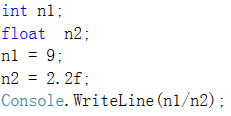 int n1;
float  n2;
n1 = 9;
n2 = 2.2f;
Console.WriteLine(n1/n2);